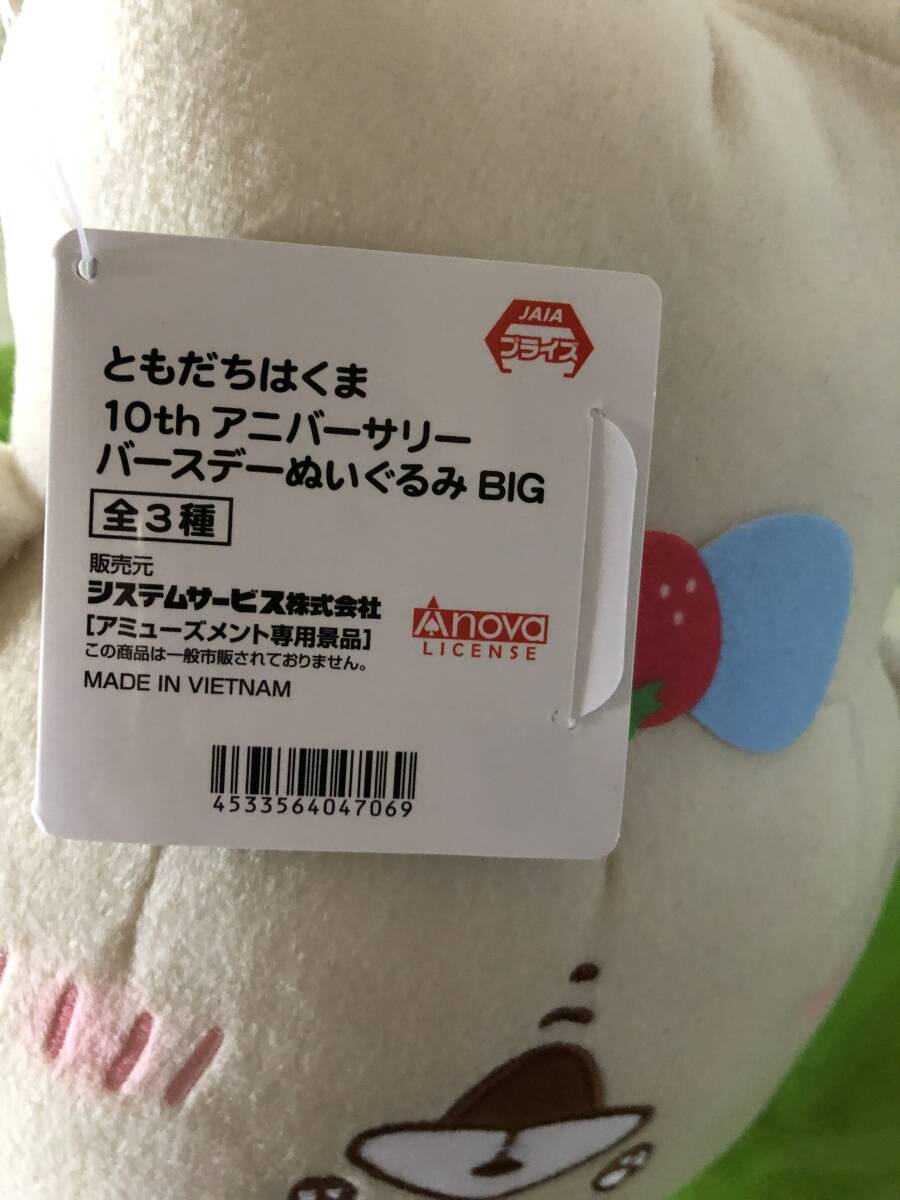 JAIA
プライズ
ともだちはくま
10th アニバーサリー
バースデーぬいぐるみ BIG
全3種
販売元
システムサービス株式会社
[アミューズメント専用景品]
この商品は一般市販されておりません。
MADE IN VIETNAM
Anova
LICENSE
4533564047069